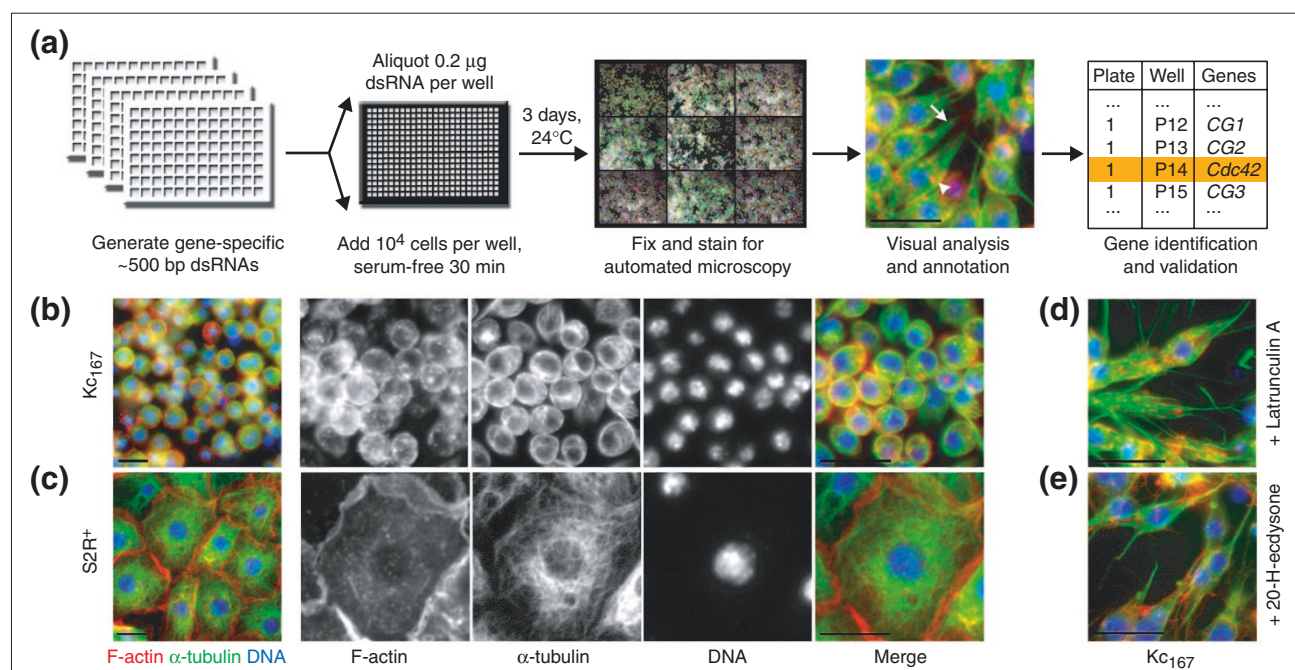 (a)
Aliquot 0.2 μg
dsRNA per well
3 days,
24°C
Plate Well Genes
... ... ...
1 P12 CG1
1 P13 CG2
1 P14 Cdc42
1 P15 CG3
... ... ...
Generate gene-specific
~500 bp dsRNAs
Add 10⁴ cells per well,
serum-free 30 min
Fix and stain for
automated microscopy
Visual analysis
and annotation
Gene identification
and validation
(b)
Kc₁₆₇
(d)
+ Latrunculin A
(c)
S2R⁺
(e)
+ 20-H-ecdysone
F-actin α-tubulin DNA
F-actin
α-tubulin
DNA
Merge
Kc₁₆₇